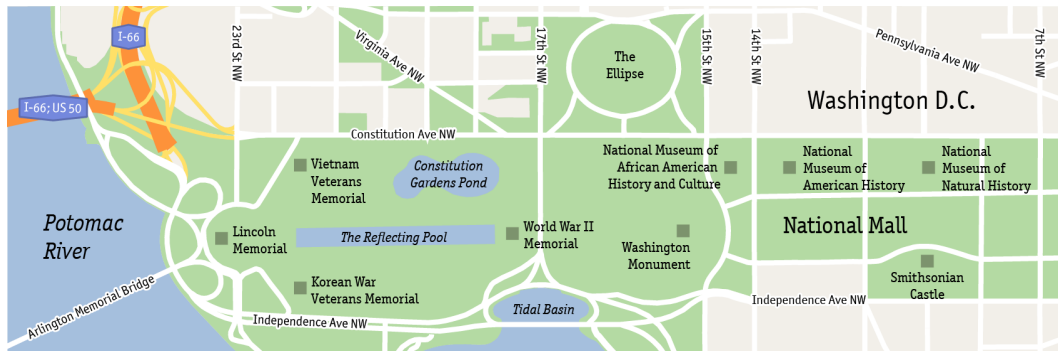 I-66
23rd St NW
Virginia Ave NW
17th St NW
The
Ellipse
15th St NW
14th St NW
Pennsylvania Ave NW
7th St NW
I-66; US 50
Washington D.C.
Constitution Ave NW
Vietnam
Veterans
Memorial
Constitution
Gardens Pond
National Museum of
African American
History and Culture
National
Museum of
American History
National
Museum of
Natural History
Potomac
River
Lincoln
Memorial
The Reflecting Pool
World War II
Memorial
Washington
Monument
National Mall
Korean War
Veterans Memorial
Smithsonian
Castle
Arlington Memorial Bridge
Independence Ave NW
Tidal Basin
Independence Ave NW